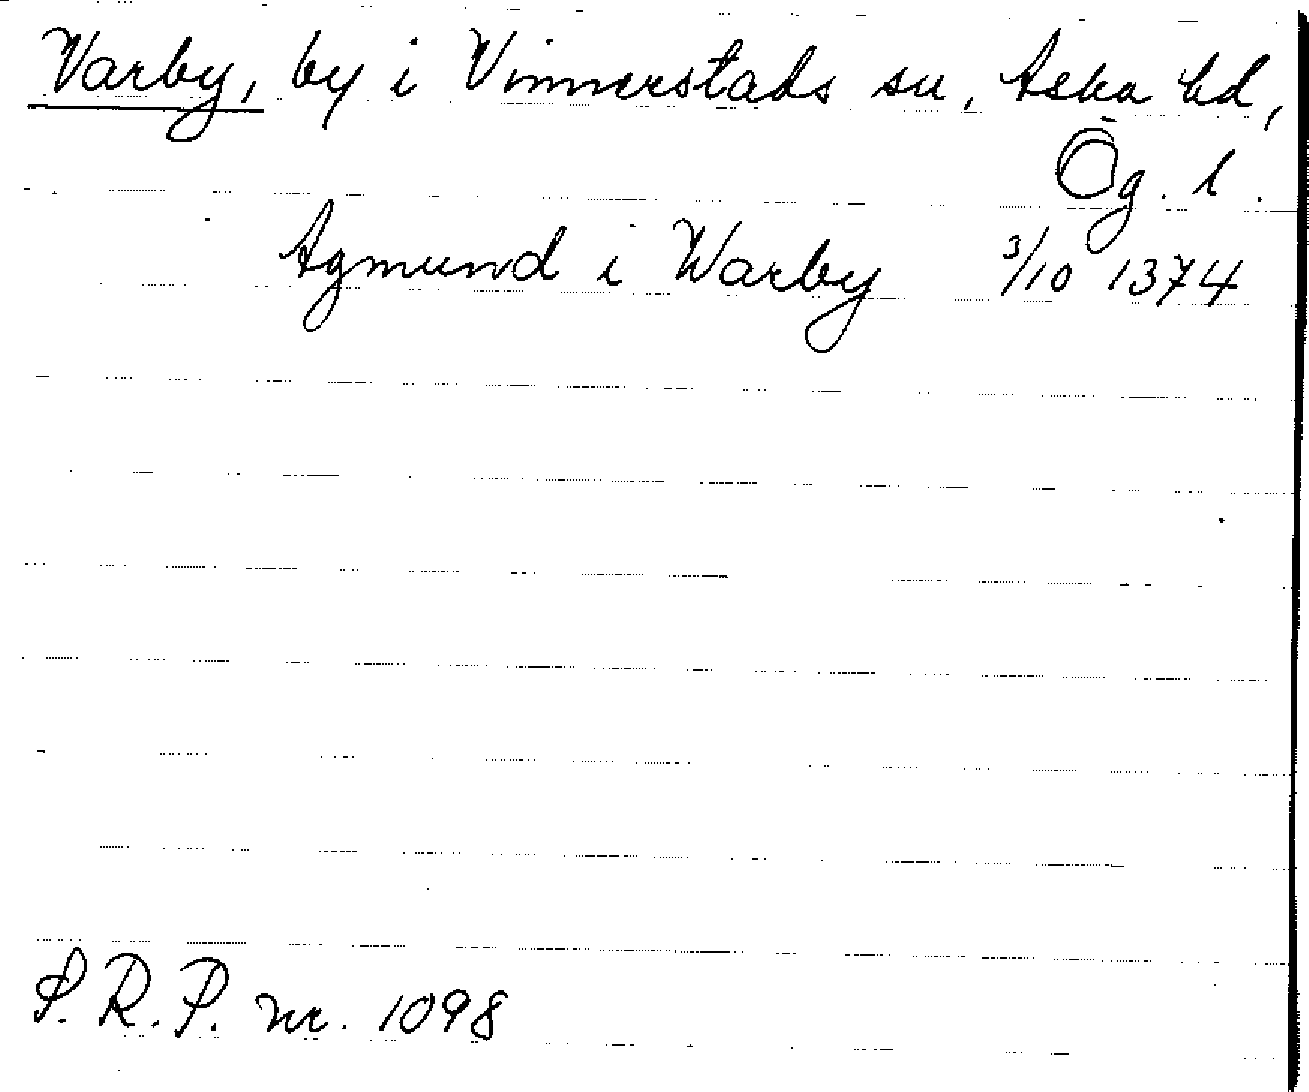 Varby, by i Vinnerstads sn, Aska hd,
Ög. l.
Agmund i Warby 3/10 1374
S.R.P. nr. 1098